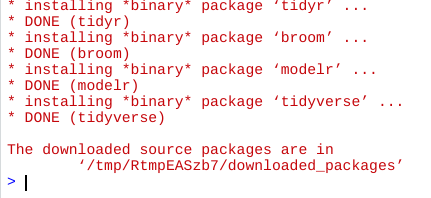 * installing *binary* package ‘tidyr’ ...
* DONE (tidyr)
* installing *binary* package ‘broom’ ...
* DONE (broom)
* installing *binary* package ‘modelr’ ...
* DONE (modelr)
* installing *binary* package ‘tidyverse’ ...
* DONE (tidyverse)

The downloaded source packages are in
        ‘/tmp/RtmpEASzb7/downloaded_packages’
>